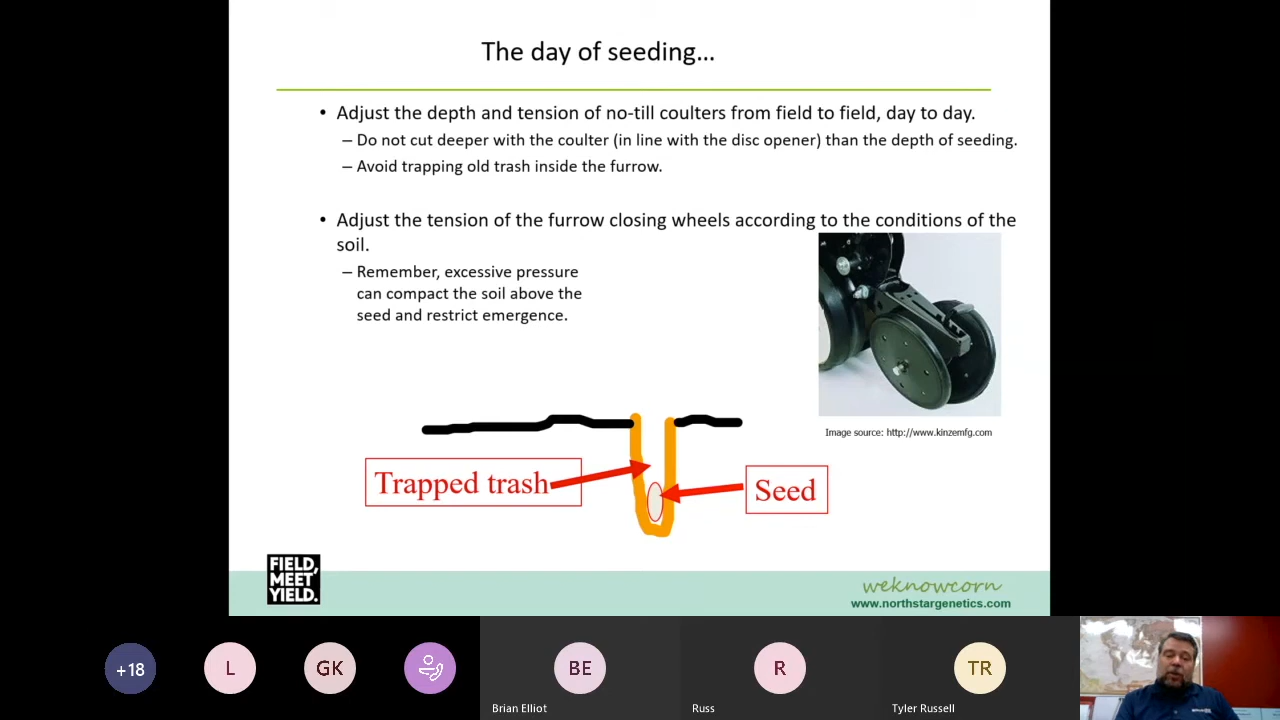 The day of seeding...
• Adjust the depth and tension of no-till coulters from field to field, day to day.
– Do not cut deeper with the coulter (in line with the disc opener) than the depth of seeding.
– Avoid trapping old trash inside the furrow.
• Adjust the tension of the furrow closing wheels according to the conditions of the
soil.
– Remember, excessive pressure
can compact the soil above the
seed and restrict emergence.
Image source: http://www.kinzemfg.com
Trapped trash
Seed
FIELD,
MEET
YIELD.
weknowcorn
www.northstargenetics.com
+18
L
GK
BE
R
TR
Brian Elliot
Russ
Tyler Russell